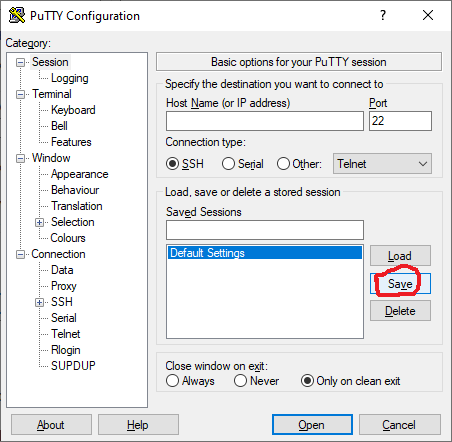 PuTTY Configuration
?
Category:
Session
Logging
Terminal
Keyboard
Bell
Features
Window
Appearance
Behaviour
Translation
Selection
Colours
Connection
Data
Proxy
SSH
Serial
Telnet
Rlogin
SUPDUP
Basic options for your PuTTY session
Specify the destination you want to connect to
Host Name (or IP address) Port
22
Connection type:
SSH Serial Other: Telnet
Load, save or delete a stored session
Saved Sessions
Default Settings
Load
Save
Delete
Close window on exit:
Always Never Only on clean exit
About Help Open Cancel